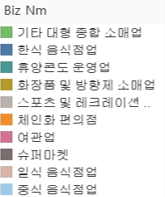 Biz Nm
기타 대형 종합 소매업
한식 음식점업
휴양콘도 운영업
화장품 및 방향제 소매업
스포츠 및 레크레이션 ..
체인화 편의점
여관업
슈퍼마켓
일식 음식점업
중식 음식점업